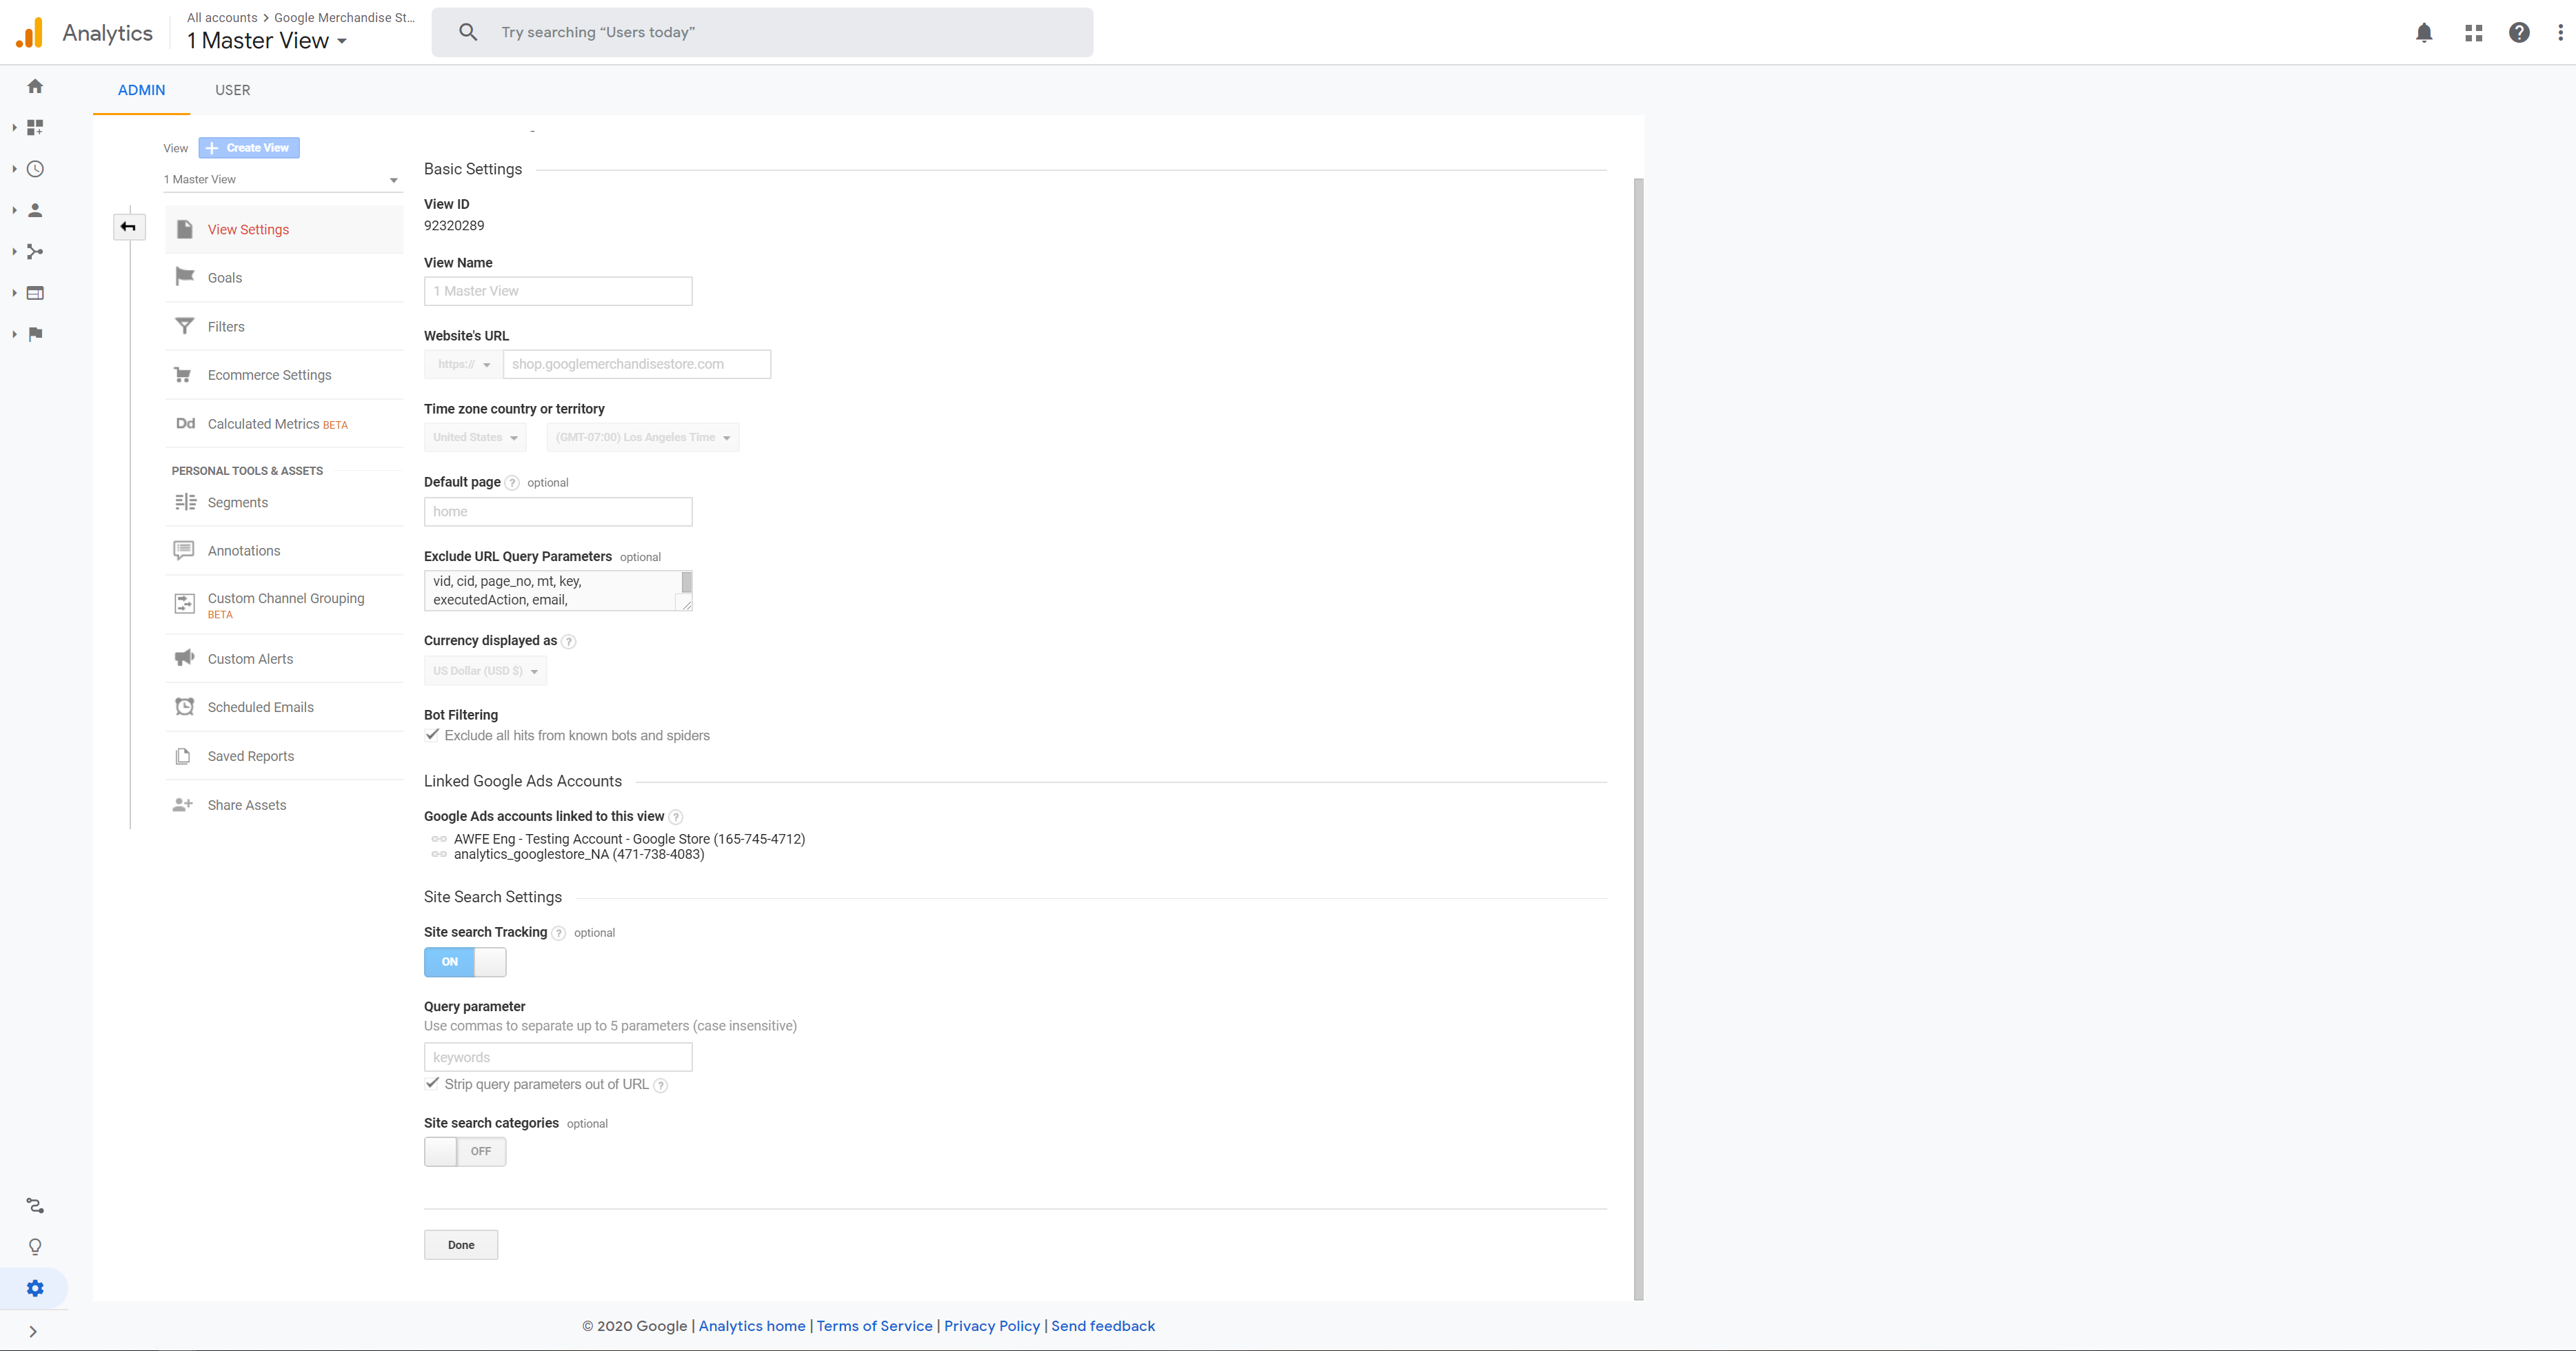 Analytics
All accounts > Google Merchandise St...
1 Master View
Try searching “Users today”
ADMIN
USER
View
Create View
1 Master View
View Settings
Goals
Filters
Ecommerce Settings
Dd Calculated Metrics BETA
PERSONAL TOOLS & ASSETS
Segments
Annotations
Custom Channel Grouping
BETA
Custom Alerts
Scheduled Emails
Saved Reports
Share Assets
Basic Settings
View ID
92320289
View Name
1 Master View
Website's URL
https:// shop.googlemerchandisestore.com
Time zone country or territory
United States (GMT-07:00) Los Angeles Time
Default page ? optional
home
Exclude URL Query Parameters optional
vid, cid, page_no, mt, key,
executedAction, email,
Currency displayed as ?
US Dollar (USD $)
Bot Filtering
Exclude all hits from known bots and spiders
Linked Google Ads Accounts
Google Ads accounts linked to this view ?
AWFE Eng - Testing Account - Google Store (165-745-4712)
analytics_googlestore_NA (471-738-4083)
Site Search Settings
Site search Tracking ? optional
ON
Query parameter
Use commas to separate up to 5 parameters (case insensitive)
keywords
Strip query parameters out of URL ?
Site search categories optional
OFF
Done
© 2020 Google | Analytics home | Terms of Service | Privacy Policy | Send feedback